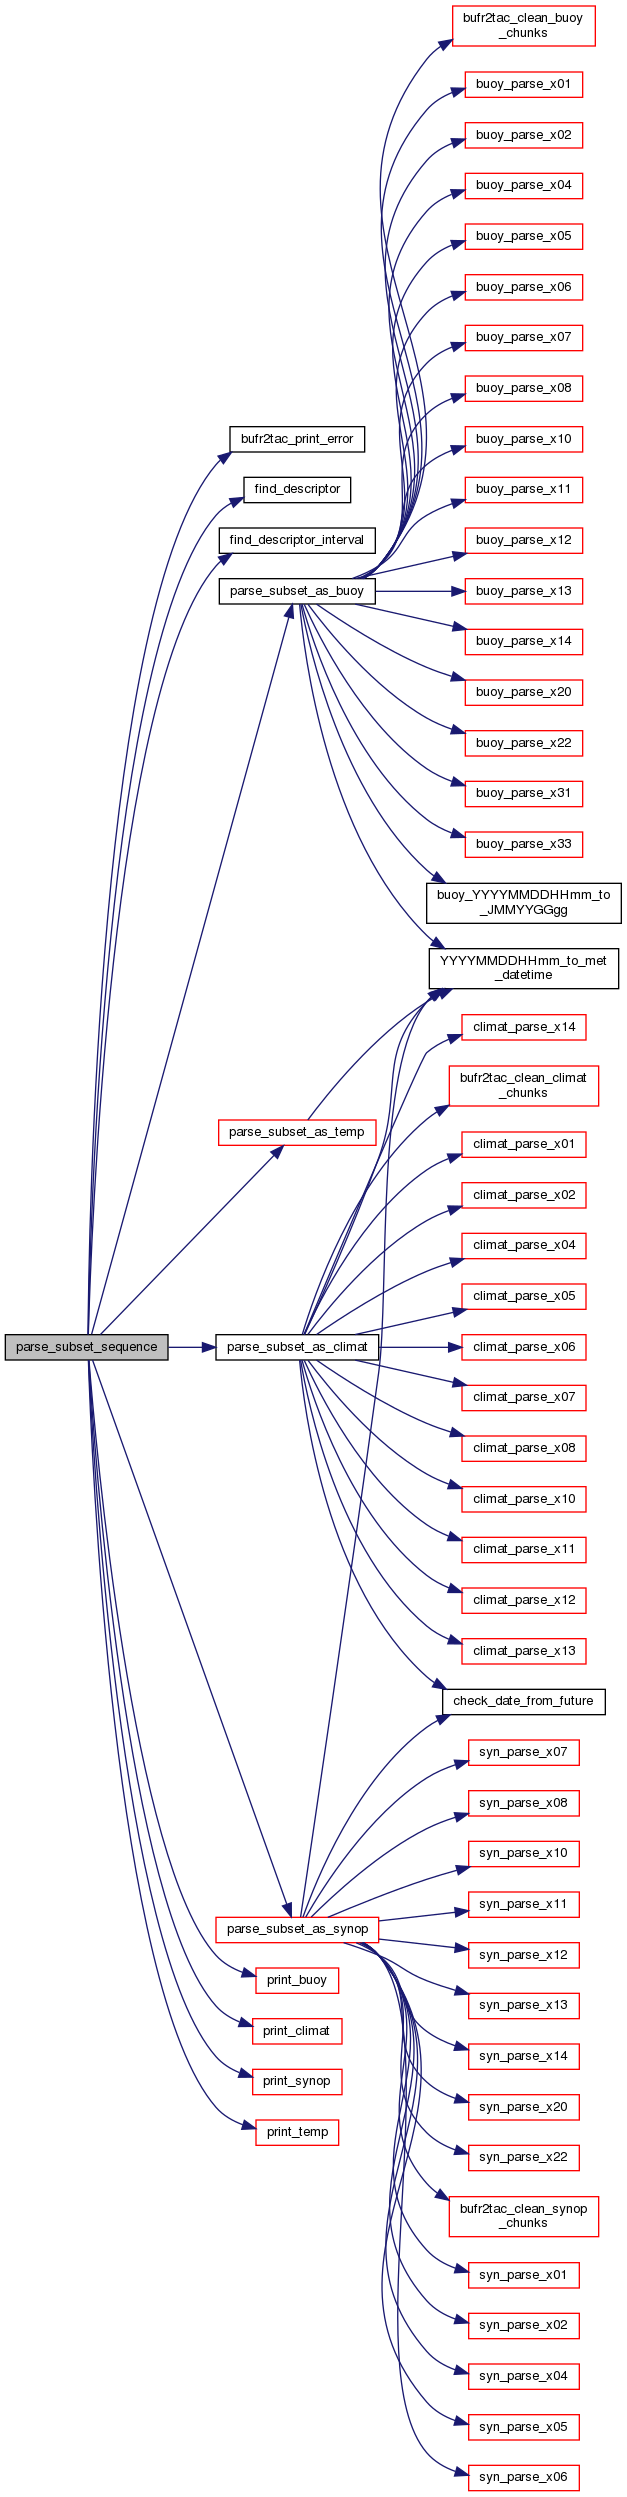 bufr2tac_clean_buoy
_chunks
buoy_parse_x01
buoy_parse_x02
buoy_parse_x04
buoy_parse_x05
buoy_parse_x06
buoy_parse_x07
buoy_parse_x08
bufr2tac_print_error
buoy_parse_x10
find_descriptor
buoy_parse_x11
find_descriptor_interval
buoy_parse_x12
parse_subset_as_buoy
buoy_parse_x13
buoy_parse_x14
buoy_parse_x20
buoy_parse_x22
buoy_parse_x31
buoy_parse_x33
buoy_YYYYMMDDHHmm_to
_JMMYYGGgg
YYYYMMDDHHmm_to_met
_datetime
climat_parse_x14
bufr2tac_clean_climat
_chunks
parse_subset_as_temp
climat_parse_x01
climat_parse_x02
climat_parse_x04
climat_parse_x05
parse_subset_sequence
parse_subset_as_climat
climat_parse_x06
climat_parse_x07
climat_parse_x08
climat_parse_x10
climat_parse_x11
climat_parse_x12
climat_parse_x13
check_date_from_future
syn_parse_x07
syn_parse_x08
syn_parse_x10
syn_parse_x11
parse_subset_as_synop
syn_parse_x12
print_buoy
syn_parse_x13
print_climat
syn_parse_x14
print_synop
syn_parse_x20
print_temp
syn_parse_x22
bufr2tac_clean_synop
_chunks
syn_parse_x01
syn_parse_x02
syn_parse_x04
syn_parse_x05
syn_parse_x06